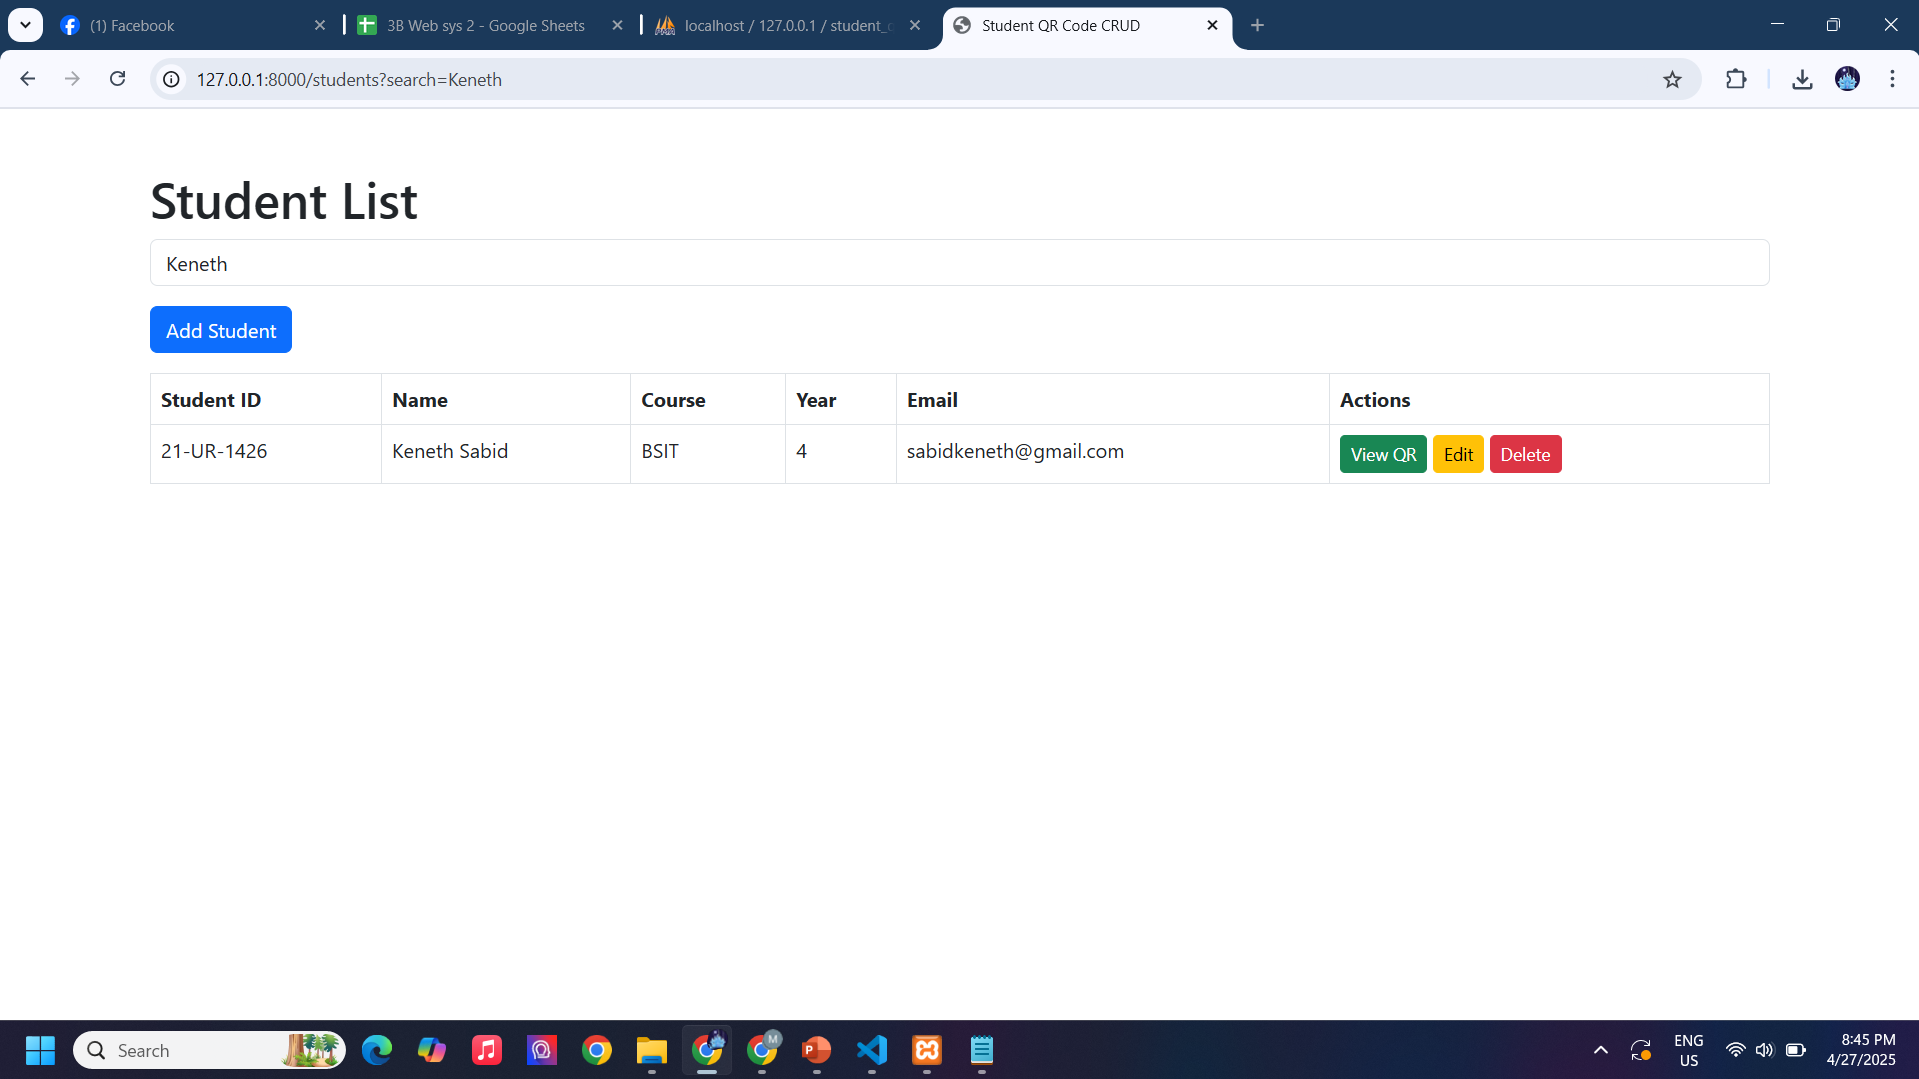 (1) Facebook
3B Web sys 2 - Google Sheets
localhost / 127.0.0.1 / student_
Student QR Code CRUD
127.0.0.1:8000/students?search=Keneth
Student List
Keneth
Add Student
Student ID Name Course Year Email Actions
21-UR-1426 Keneth Sabid BSIT 4 sabidkeneth@gmail.com View QR Edit Delete
Search
M
P
ENG
US
8:45 PM
4/27/2025